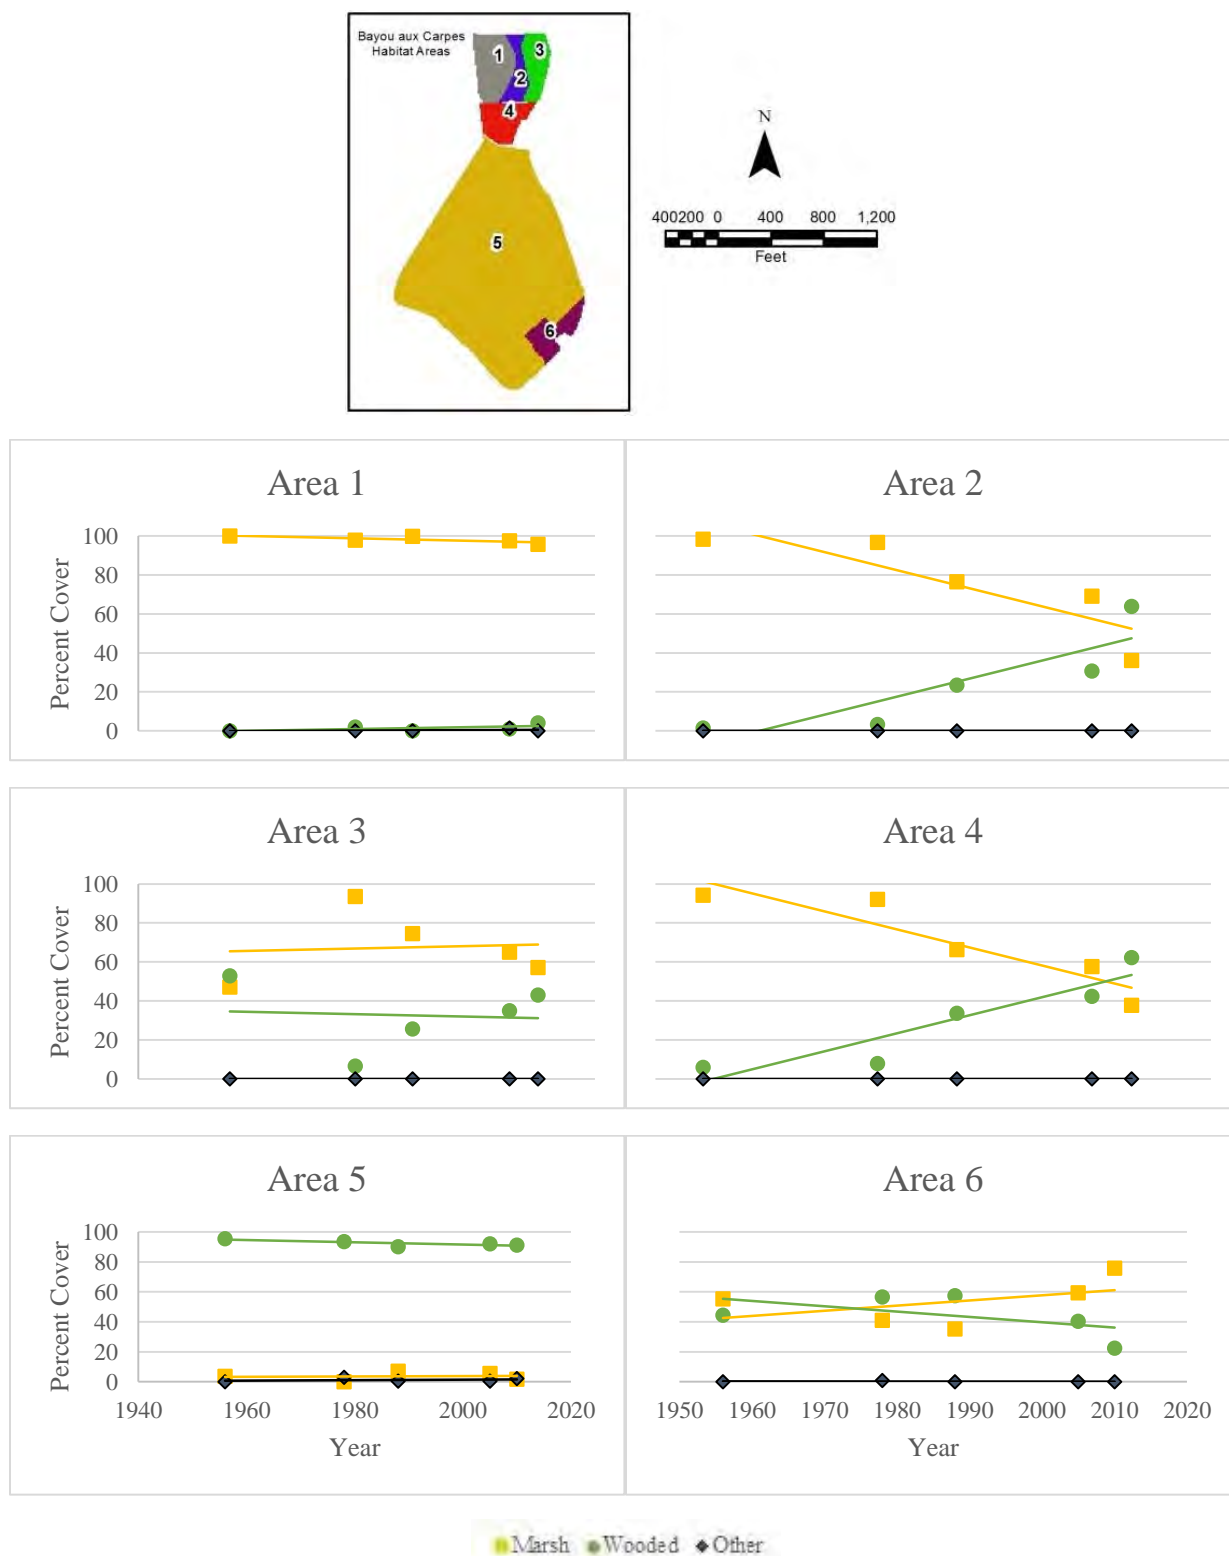 Bayou aux Carpes
Habitat Areas
1
2
3
4
5
6
N
400200 0 400 800 1,200
Feet
Area 1
Percent Cover
100
80
60
40
20
0
Area 2
Area 3
Percent Cover
100
80
60
40
20
0
Area 4
Area 5
Percent Cover
100
80
60
40
20
0
1940 1960 1980 2000 2020
Year
Area 6
1950 1960 1970 1980 1990 2000 2010 2020
Year
Marsh Wooded Other